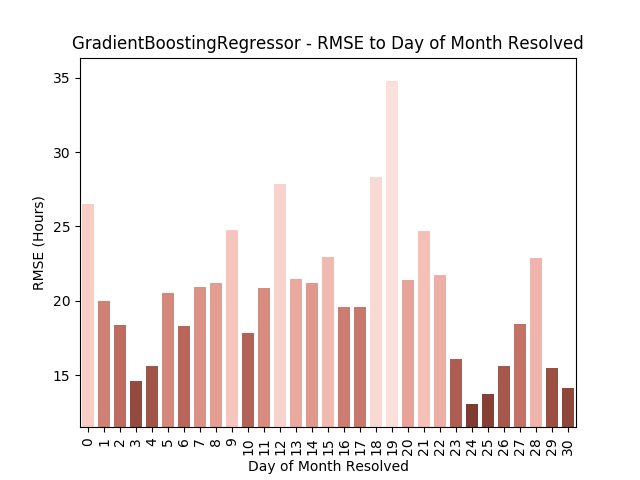 GradientBoostingRegressor - RMSE to Day of Month Resolved
35
30
25
20
15
RMSE (Hours)
0 1 2 3 4 5 6 7 8 9 10 11 12 13 14 15 16 17 18 19 20 21 22 23 24 25 26 27 28 29 30
Day of Month Resolved